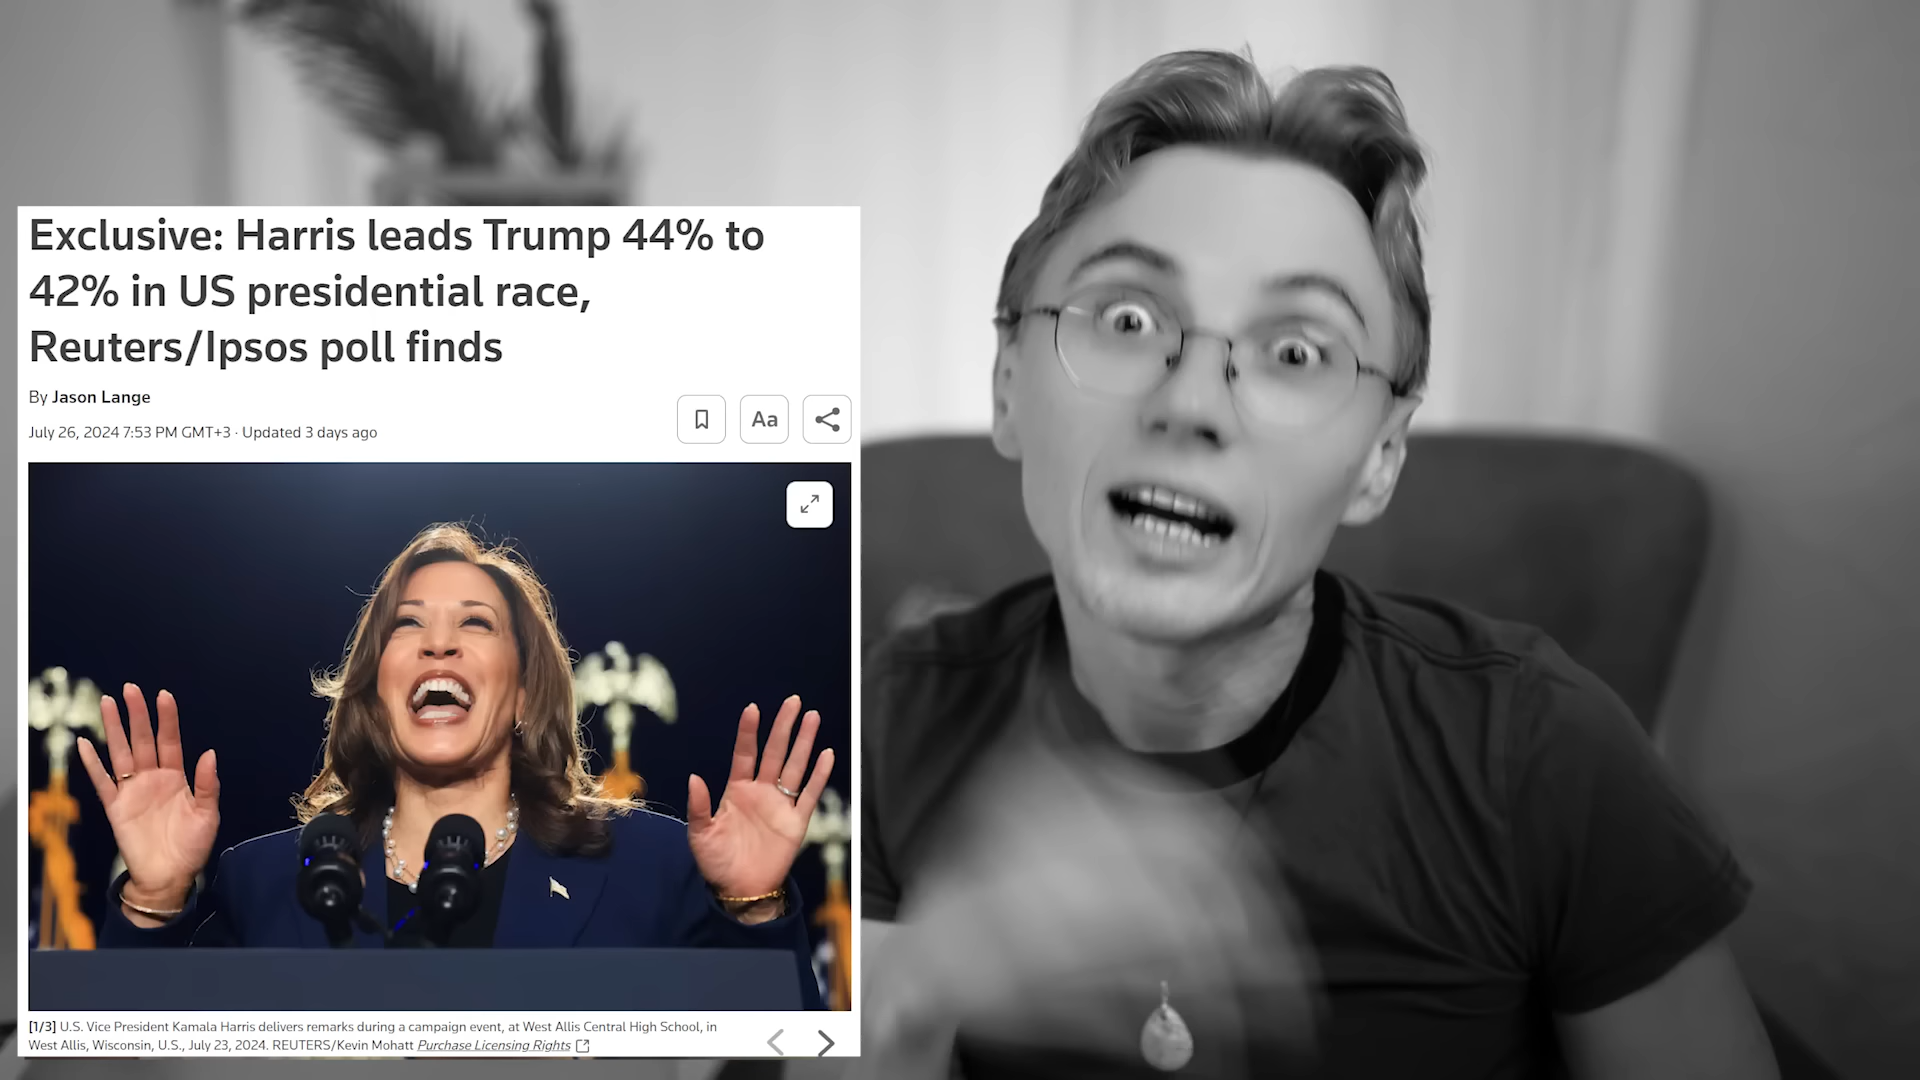 Exclusive: Harris leads Trump 44% to
42% in US presidential race,
Reuters/Ipsos poll finds
By Jason Lange
July 26, 2024 7:53 PM GMT+3 · Updated 3 days ago
Aa
[1/3] U.S. Vice President Kamala Harris delivers remarks during a campaign event, at West Allis Central High School, in
West Allis, Wisconsin, U.S., July 23, 2024. REUTERS/Kevin Mohatt Purchase Licensing Rights